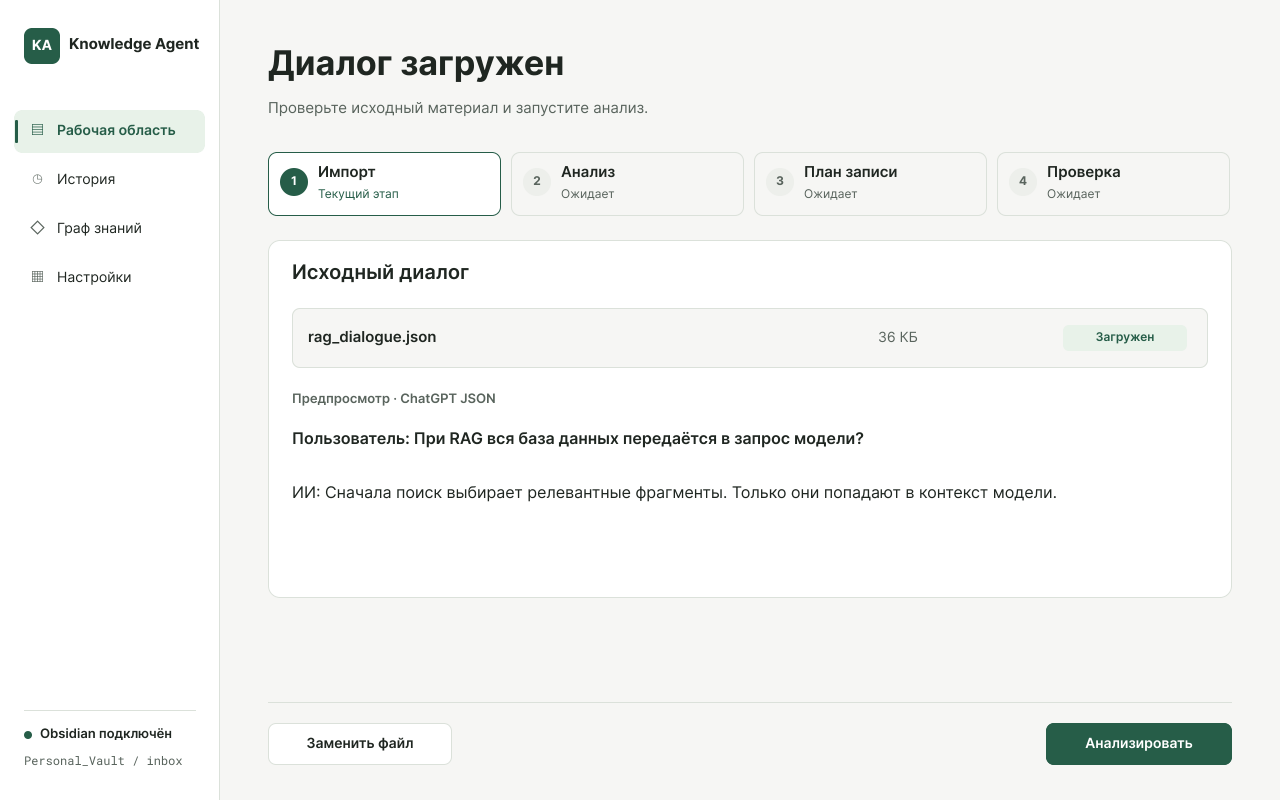 KA
Knowledge Agent
Рабочая область
История
Граф знаний
Настройки
Obsidian подключён
Personal_Vault / inbox
Диалог загружен
Проверьте исходный материал и запустите анализ.
1
Импорт
Текущий этап
2
Анализ
Ожидает
3
План записи
Ожидает
4
Проверка
Ожидает
Исходный диалог
rag_dialogue.json
36 КБ
Загружен
Предпросмотр · ChatGPT JSON
Пользователь: При RAG вся база данных передаётся в запрос модели?
ИИ: Сначала поиск выбирает релевантные фрагменты. Только они попадают в контекст модели.
Заменить файл
Анализировать